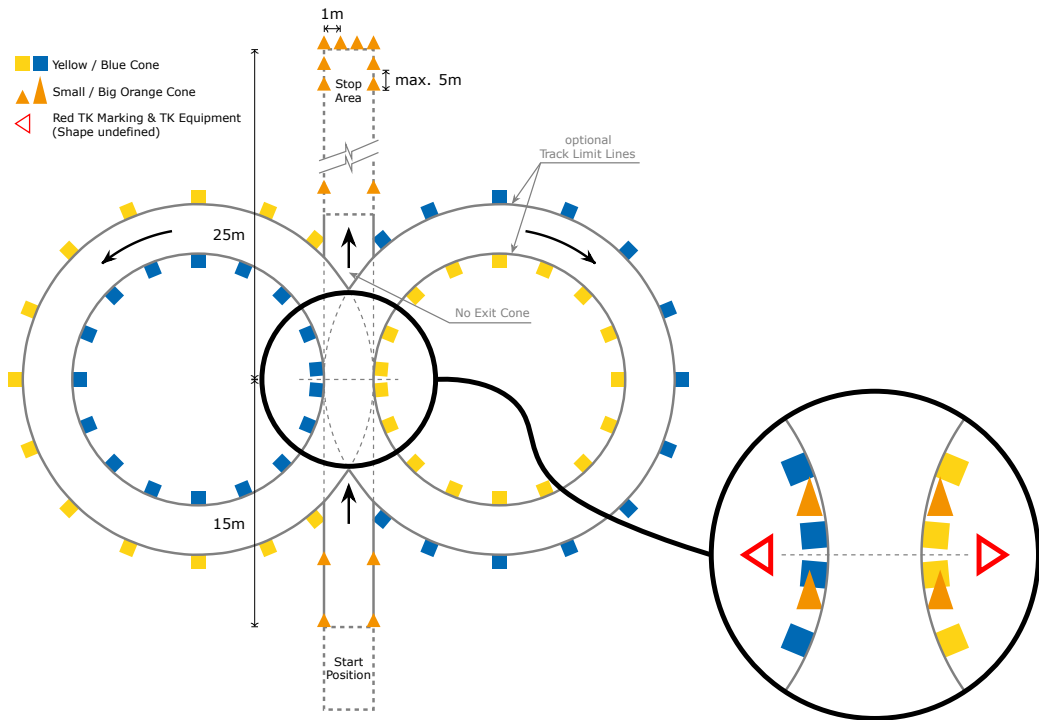 1m
Yellow / Blue Cone
Small / Big Orange Cone
Red TK Marking & TK Equipment
(Shape undefined)
Stop
Area
max. 5m
optional
Track Limit Lines
25m
No Exit Cone
15m
Start
Position